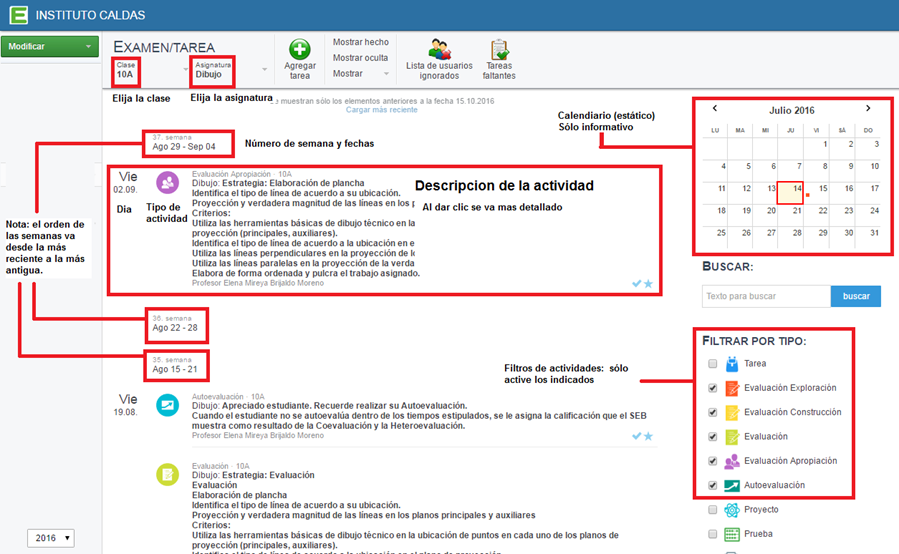 INSTITUTO CALDAS
Modificar
EXAMEN/TAREA
Clase
10A
Asignatura
Dibujo
Agregar
tarea
Mostrar hecho
Mostrar oculta
Mostrar
Lista de usuarios
ignorados
Tareas
faltantes
Elija la clase
Elija la asignatura
e muestran sólo los elementos anteriores a la fecha 15.10.2016
Cargar más reciente
37. semana
Ago 29 - Sep 04
Número de semana y fechas
Calendiario (estático)
Sólo informativo
Julio 2016
LU MA MI JU VI SÁ DO
1 2 3
4 5 6 7 8 9 10
11 12 13 14 15 16 17
18 19 20 21 22 23 24
25 26 27 28 29 30 31
Vie
02.09.
Dia
Tipo de
actividad
Evaluación Apropiación · 10A
Dibujo: Estrategia: Elaboración de plancha
Identifica el tipo de línea de acuerdo a su ubicación.
Proyección y verdadera magnitud de las líneas en los p
Criterios:
Utiliza las herramientas básicas de dibujo técnico en la
proyección (principales, auxiliares).
Identifica el tipo de línea de acuerdo a la ubicación en e
Utiliza las líneas perpendiculares en la proyección de lo
Utiliza las líneas paralelas en la proyección de la verda
Elabora de forma ordenada y pulcra el trabajo asignado.
Profesor Elena Mireya Brijaldo Moreno
Descripcion de la actividad
Al dar clic se va mas detallado
Nota: el orden de
las semanas va
desde la más
reciente a la más
antigua.
BUSCAR:
Texto para buscar
buscar
36. semana
Ago 22 - 28
35. semana
Ago 15 - 21
Filtros de actividades: sólo
active los indicados
FILTRAR POR TIPO:
Tarea
Evaluación Exploración
Evaluación Construcción
Evaluación
Evaluación Apropiación
Autoevaluación
Proyecto
Prueba
Vie
19.08.
Autoevaluación · 10A
Dibujo: Apreciado estudiante. Recuerde realizar su Autoevaluación.
Cuando el estudiante no se autoevalúa dentro de los tiempos estipulados, se le asigna la calificación que el SEB
muestra como resultado de la Coevaluación y la Heteroevaluación.
Profesor Elena Mireya Brijaldo Moreno
Evaluación · 10A
Dibujo: Estrategia: Evaluación
Evaluación
Elaboración de plancha
Identifica el tipo de línea de acuerdo a su ubicación.
Proyección y verdadera magnitud de las líneas en los planos principales y auxiliares
Criterios:
Utiliza las herramientas básicas de dibujo técnico en la ubicación de puntos en cada uno de los planos de
proyección (principales, auxiliares).
2016